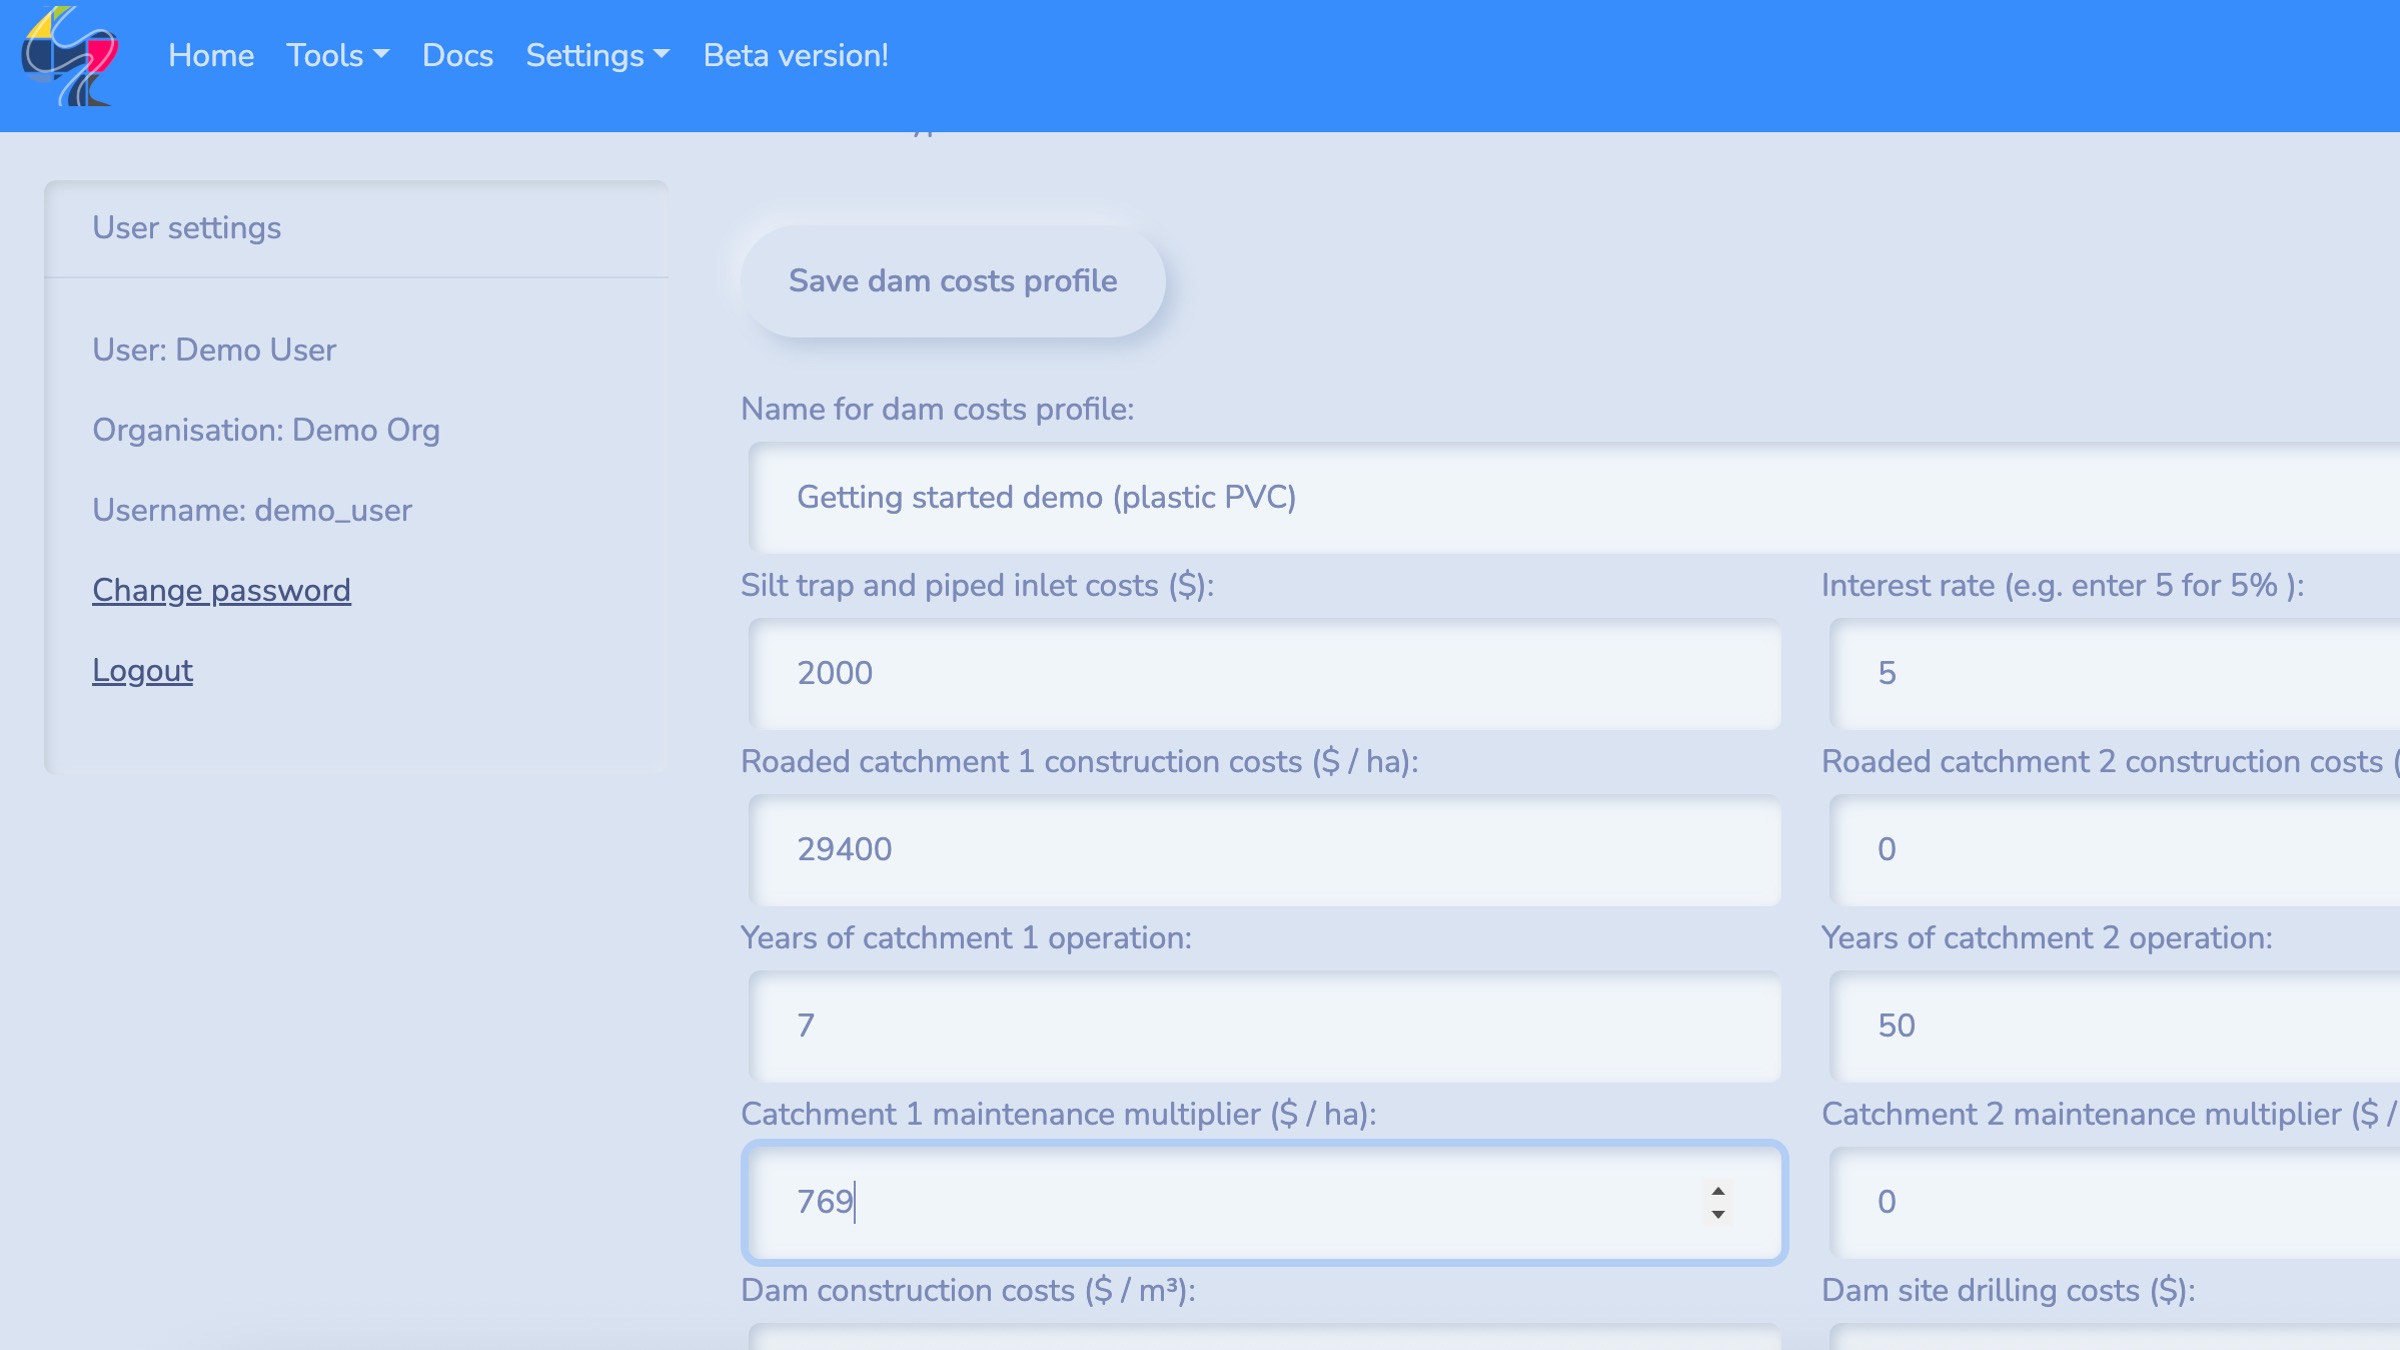 Home Tools Docs Settings Beta version!
User settings
User: Demo User
Organisation: Demo Org
Username: demo_user
Change password
Logout
Save dam costs profile
Name for dam costs profile:
Getting started demo (plastic PVC)
Silt trap and piped inlet costs ($): Interest rate (e.g. enter 5 for 5% ):
2000 5
Roaded catchment 1 construction costs ($ / ha): Roaded catchment 2 construction costs (
29400 0
Years of catchment 1 operation: Years of catchment 2 operation:
7 50
Catchment 1 maintenance multiplier ($ / ha): Catchment 2 maintenance multiplier ($ /
769 0
Dam construction costs ($ / m³): Dam site drilling costs ($):